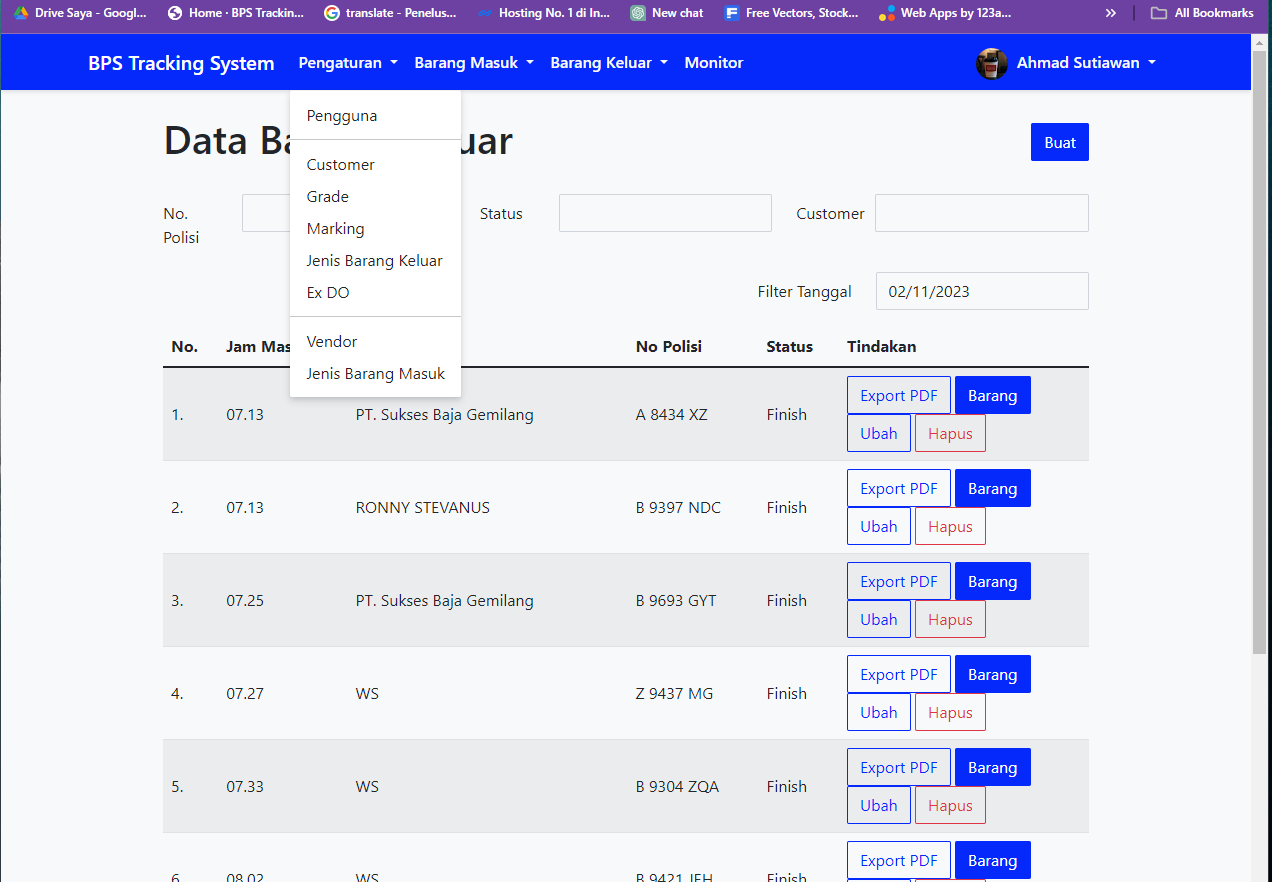 Drive Saya - Googl...
Home · BPS Trackin...
translate - Penelus...
Hosting No. 1 di In...
New chat
Free Vectors, Stock...
Web Apps by 123a...
All Bookmarks
BPS Tracking System Pengaturan Barang Masuk Barang Keluar Monitor Ahmad Sutiawan
Pengguna
Customer
Grade
Marking
Jenis Barang Keluar
Ex DO
Vendor
Jenis Barang Masuk
Data Ba uar
Buat
No. Polisi
Status
Customer
Filter Tanggal 02/11/2023
No. Jam Mas No Polisi Status Tindakan
1. 07.13 PT. Sukses Baja Gemilang A 8434 XZ Finish Export PDF Barang
Ubah Hapus
2. 07.13 RONNY STEVANUS B 9397 NDC Finish Export PDF Barang
Ubah Hapus
3. 07.25 PT. Sukses Baja Gemilang B 9693 GYT Finish Export PDF Barang
Ubah Hapus
4. 07.27 WS Z 9437 MG Finish Export PDF Barang
Ubah Hapus
5. 07.33 WS B 9304 ZQA Finish Export PDF Barang
Ubah Hapus
6. 08.02 WS B 9421 Finish Export PDF Barang